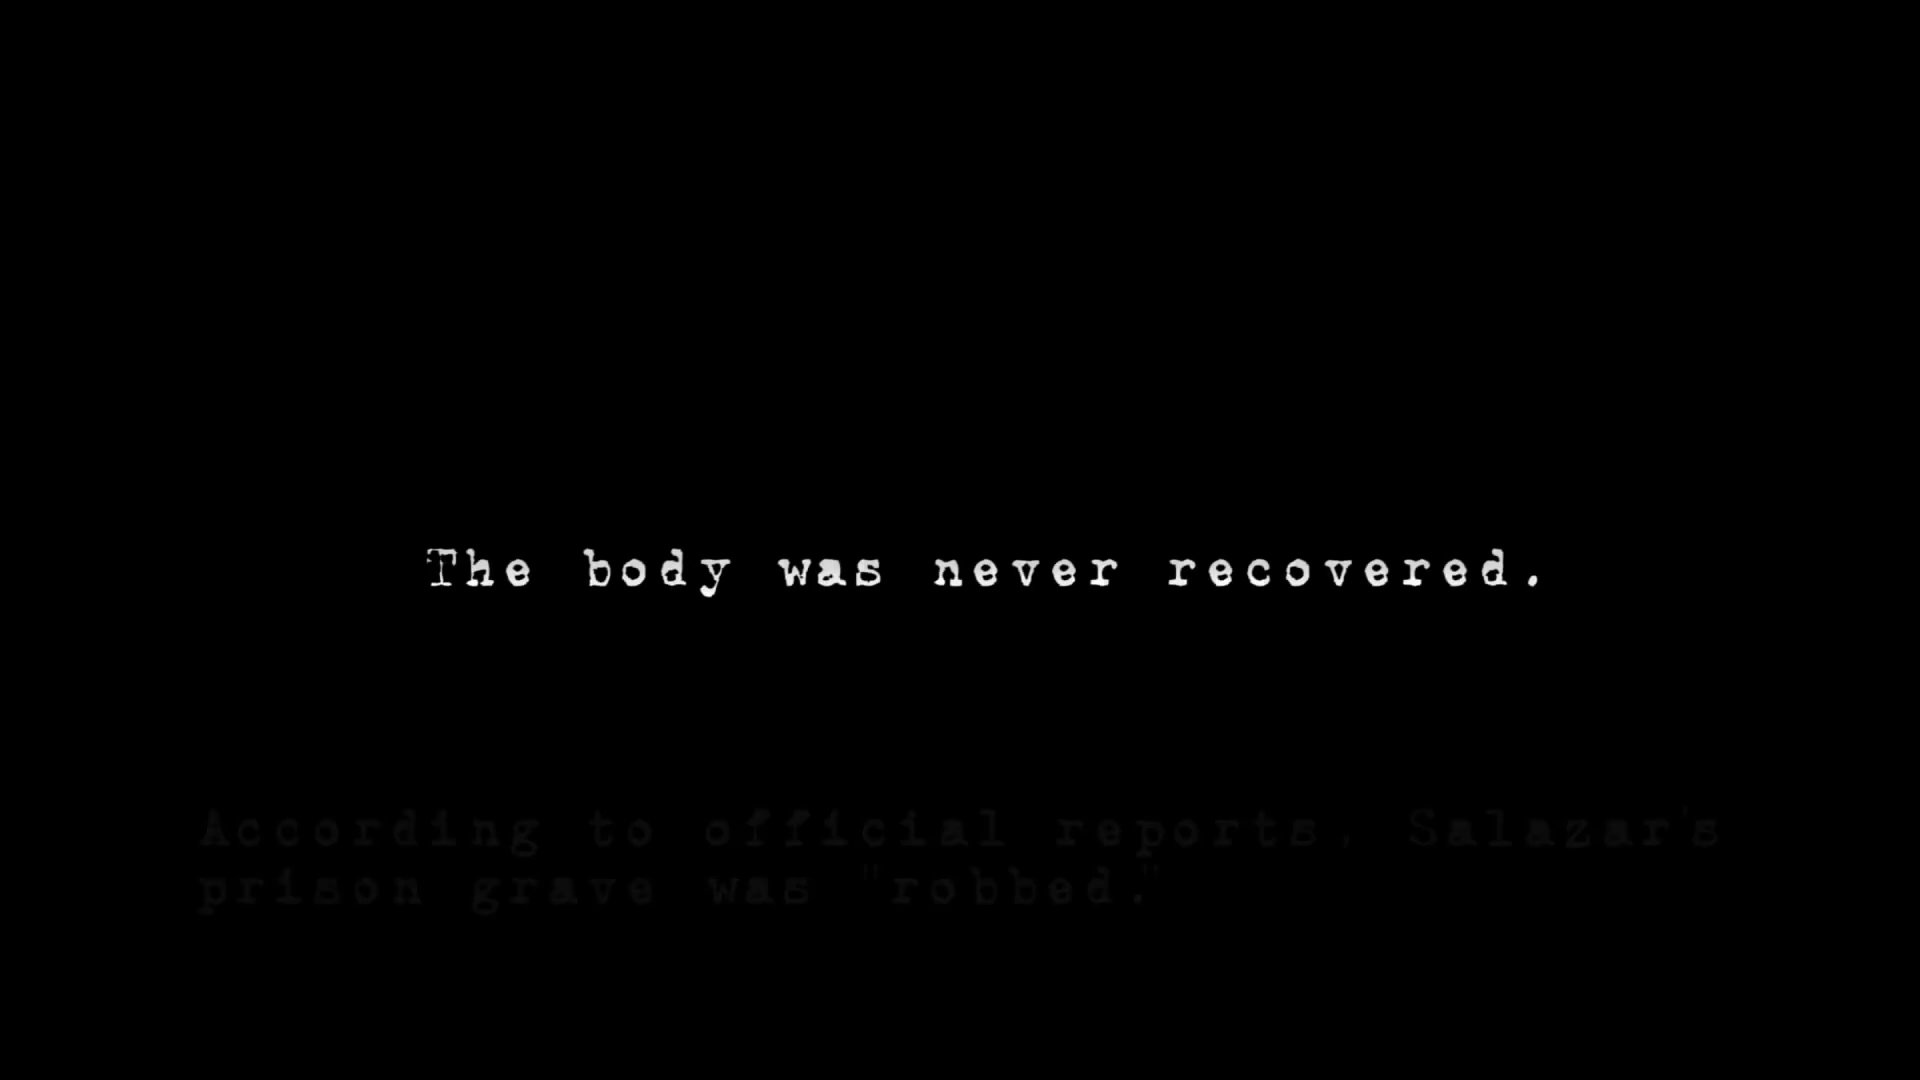 The body was never recovered.
According to official reports, Salazar's
prison grave was "robbed."